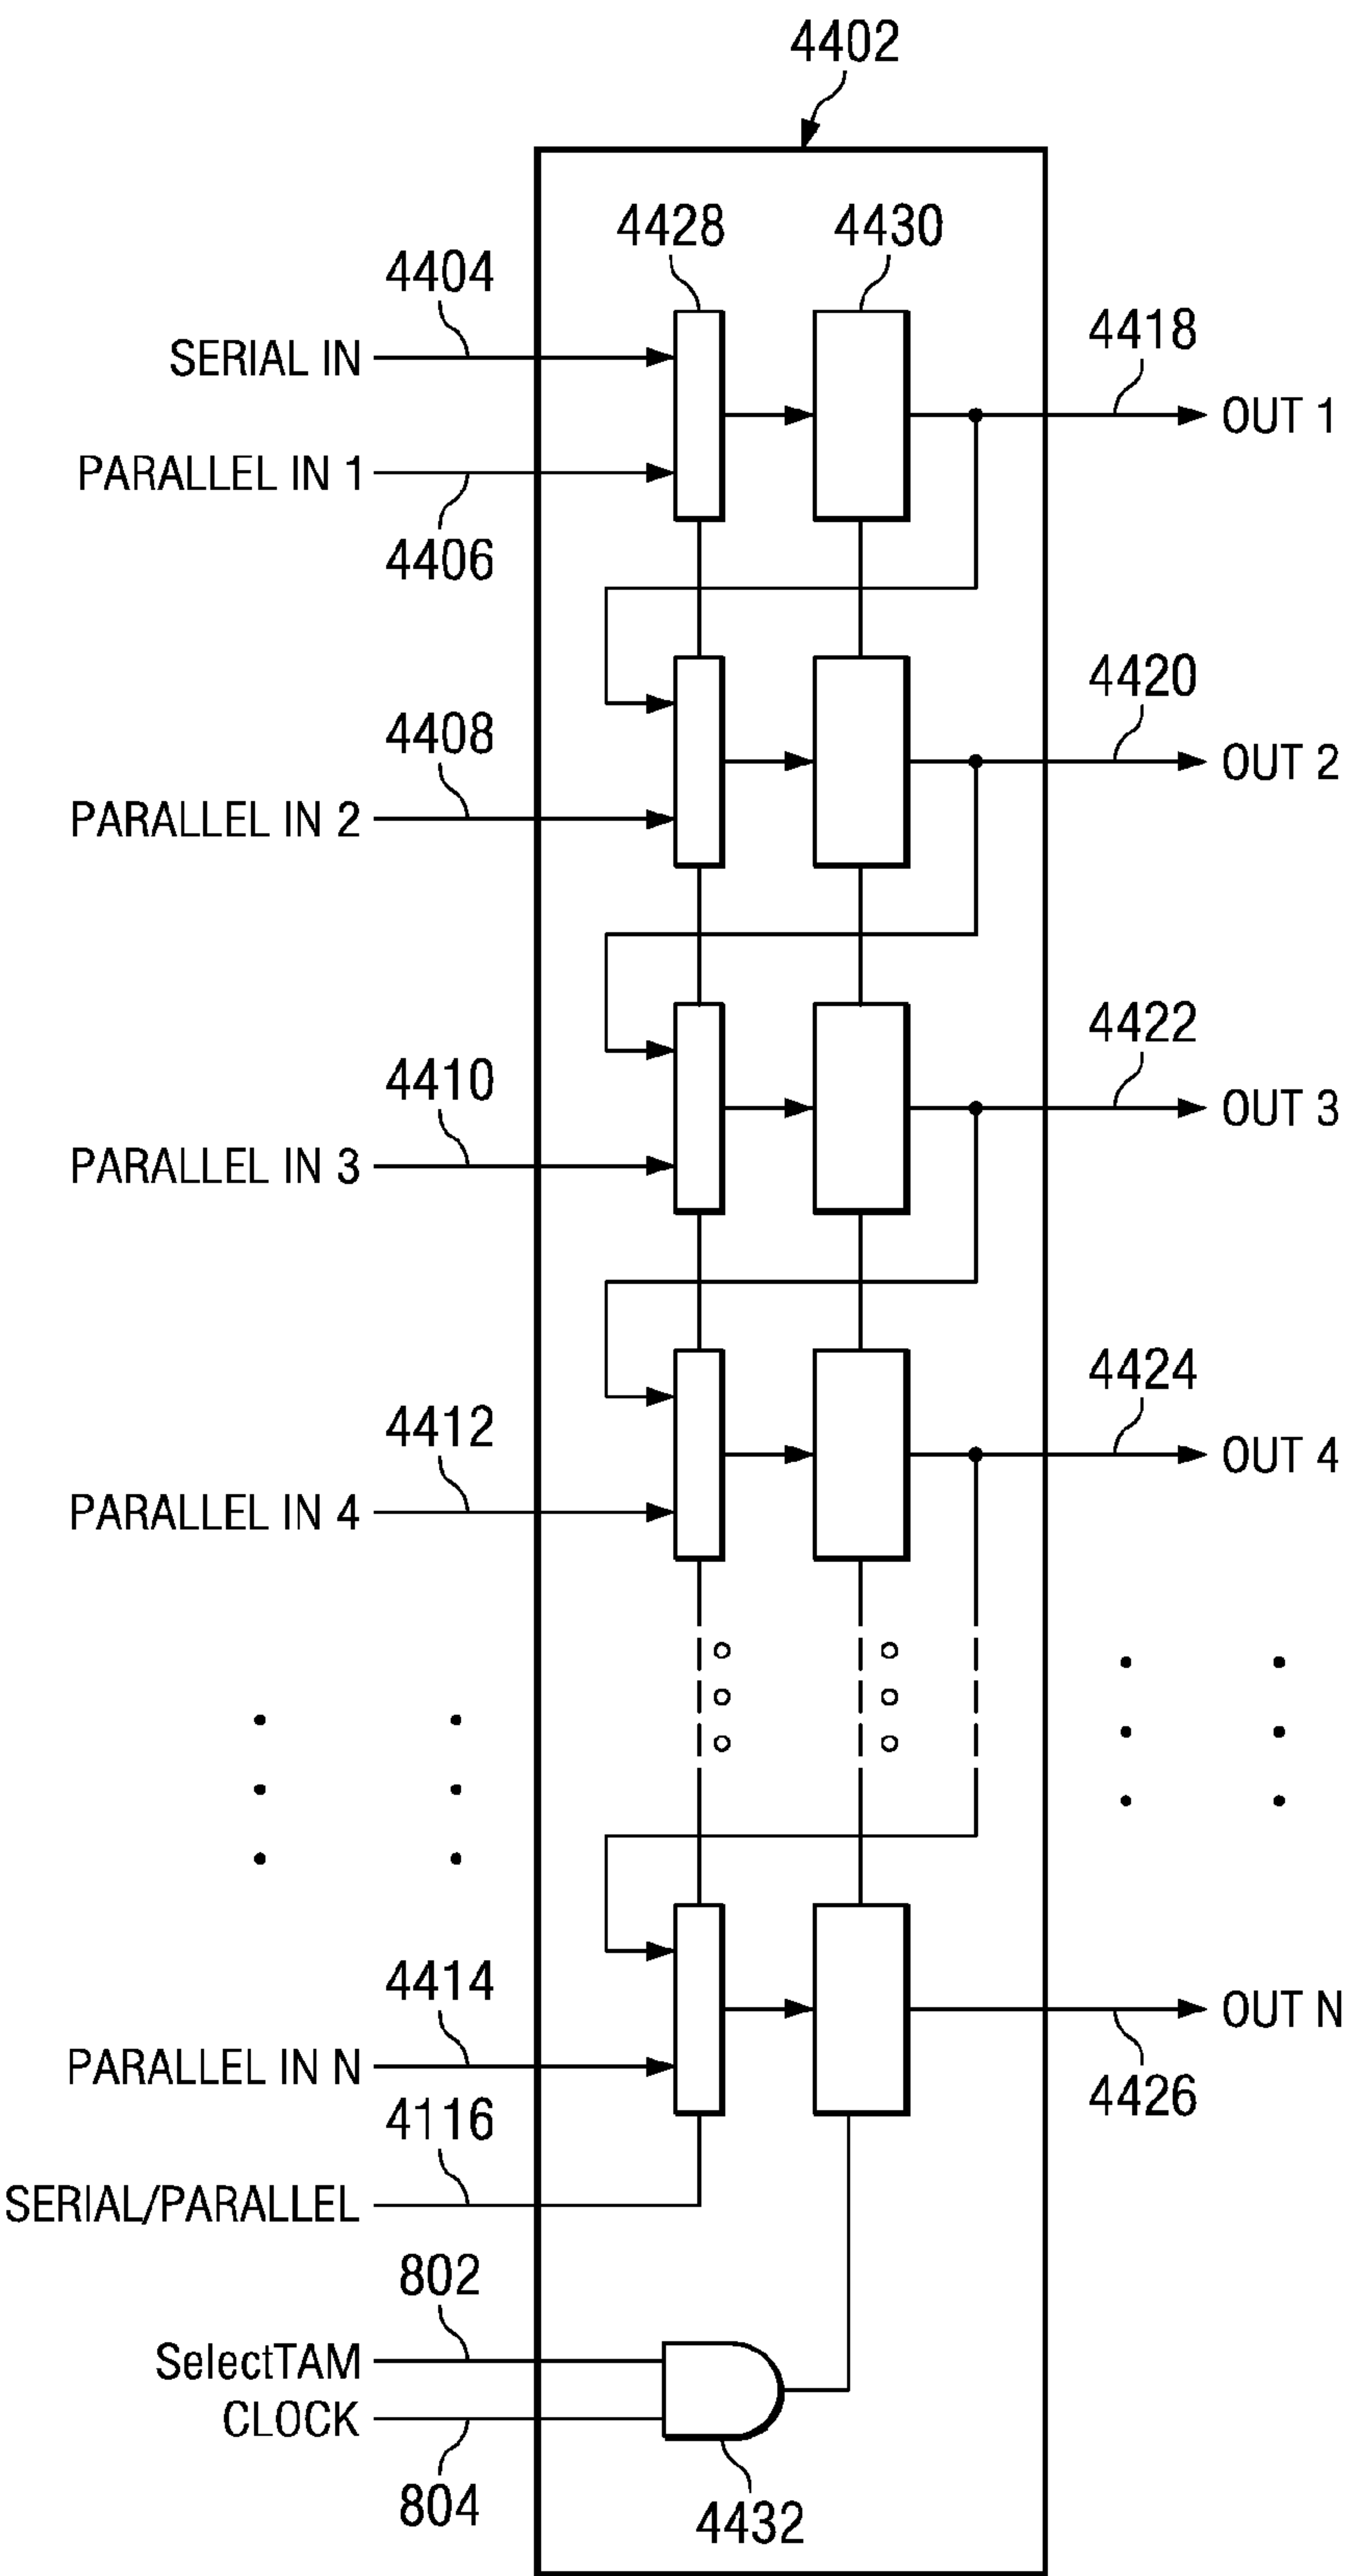 4402
4428 4430
4404
SERIAL IN
4418
OUT 1
PARALLEL IN 1
4406
4420
OUT 2
4408
PARALLEL IN 2
4422
OUT 3
4410
PARALLEL IN 3
4424
OUT 4
4412
PARALLEL IN 4
4414
OUT N
PARALLEL IN N
4426
4116
SERIAL/PARALLEL
802
SelectTAM
CLOCK
804
4432